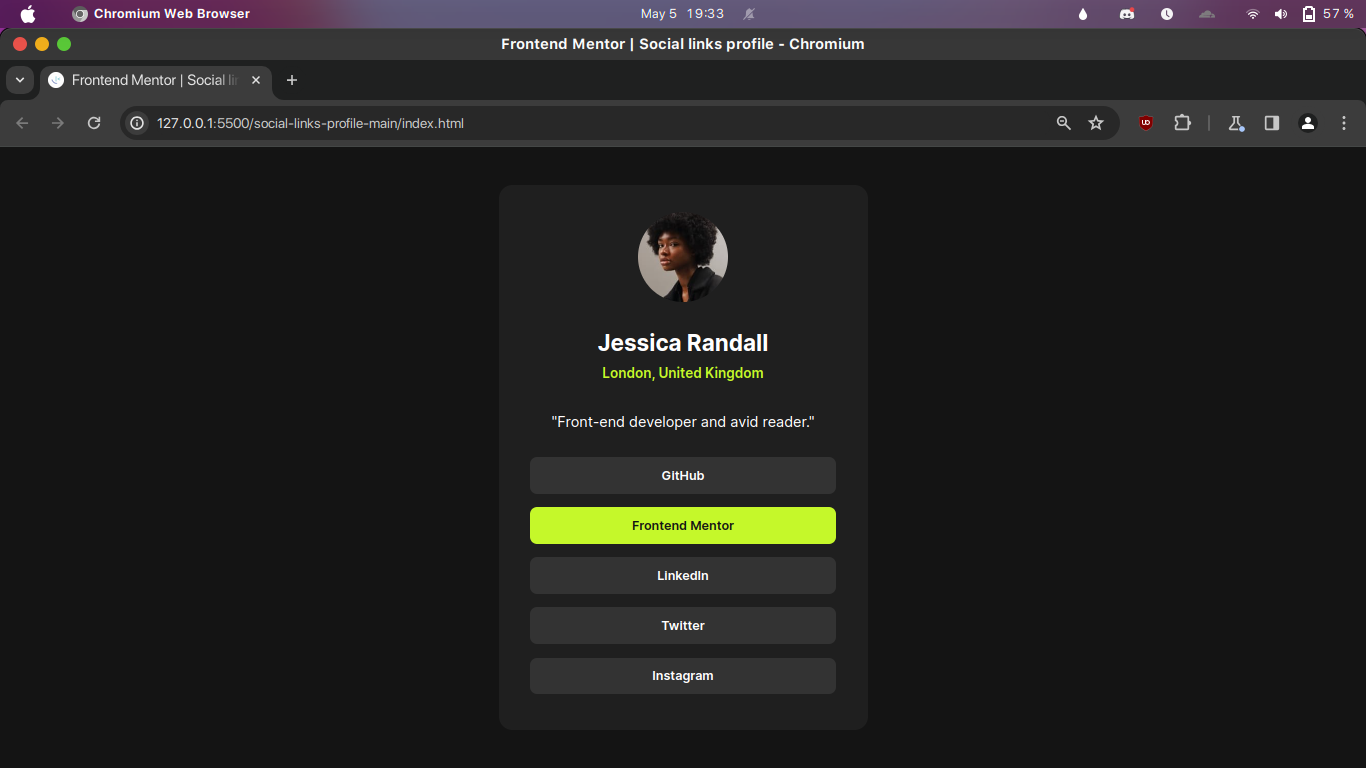 Chromium Web Browser
May 5 19:33
57 %
Frontend Mentor | Social links profile - Chromium
Frontend Mentor | Social li
127.0.0.1:5500/social-links-profile-main/index.html
Jessica Randall
London, United Kingdom
"Front-end developer and avid reader."
GitHub
Frontend Mentor
LinkedIn
Twitter
Instagram